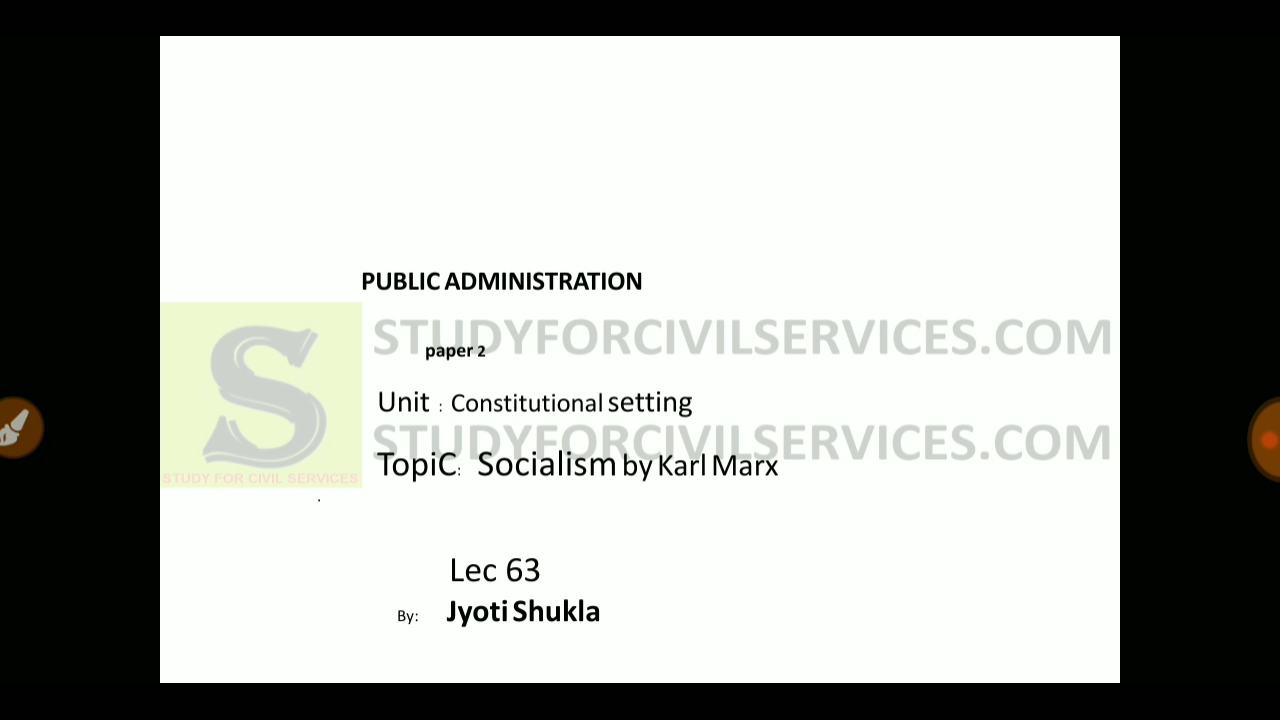 PUBLIC ADMINISTRATION
STUDYFORCIVILSERVICES.COM
paper 2
Unit : Constitutional setting
STUDYFORCIVILSERVICES.COM
TopiC: Socialism by Karl Marx
S
STUDY FOR CIVIL SERVICES
.
Lec 63
By: Jyoti Shukla